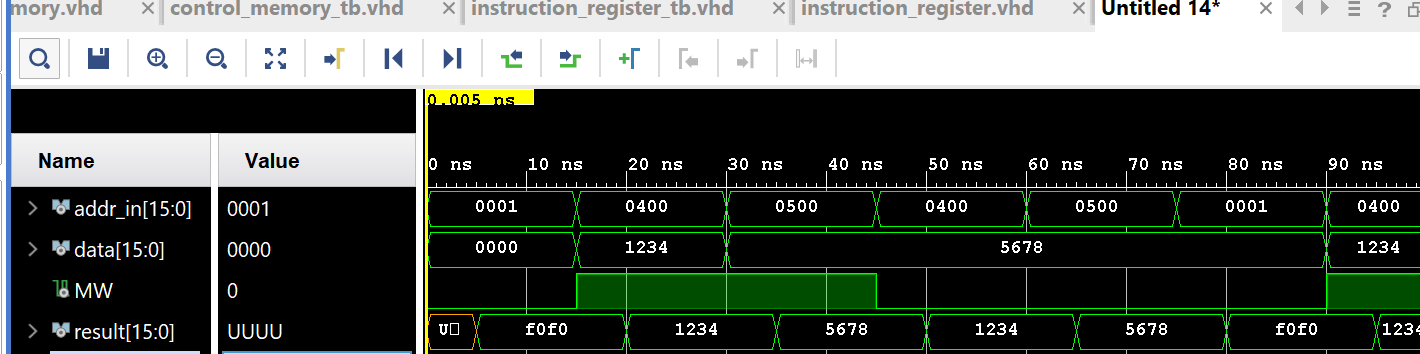 mory.vhd control_memory_tb.vhd instruction_register_tb.vhd instruction_register.vhd Untitled 14*
0.005 ns
Name Value 0 ns 10 ns 20 ns 30 ns 40 ns 50 ns 60 ns 70 ns 80 ns 90 ns
addr_in[15:0] 0001 0001 0400 0500 0400 0500 0001 0400
data[15:0] 0000 0000 1234 5678 1234
MW 0
result[15:0] UUUU U f0f0 1234 5678 1234 5678 f0f0 1234